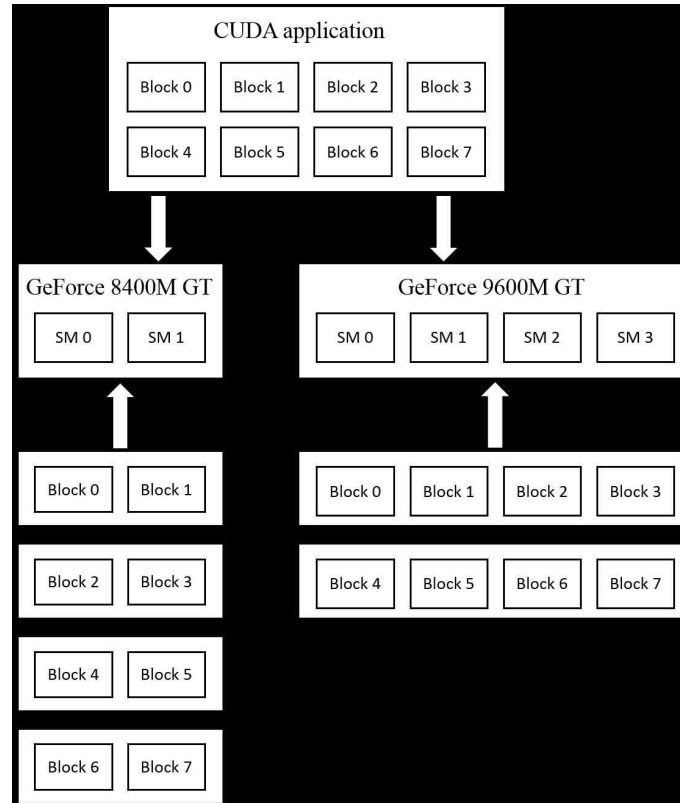 CUDA application
Block 0 Block 1 Block 2 Block 3
Block 4 Block 5 Block 6 Block 7
GeForce 8400M GT
SM 0 SM 1
GeForce 9600M GT
SM 0 SM 1 SM 2 SM 3
Block 0 Block 1
Block 2 Block 3
Block 4 Block 5
Block 6 Block 7
Block 0 Block 1 Block 2 Block 3
Block 4 Block 5 Block 6 Block 7